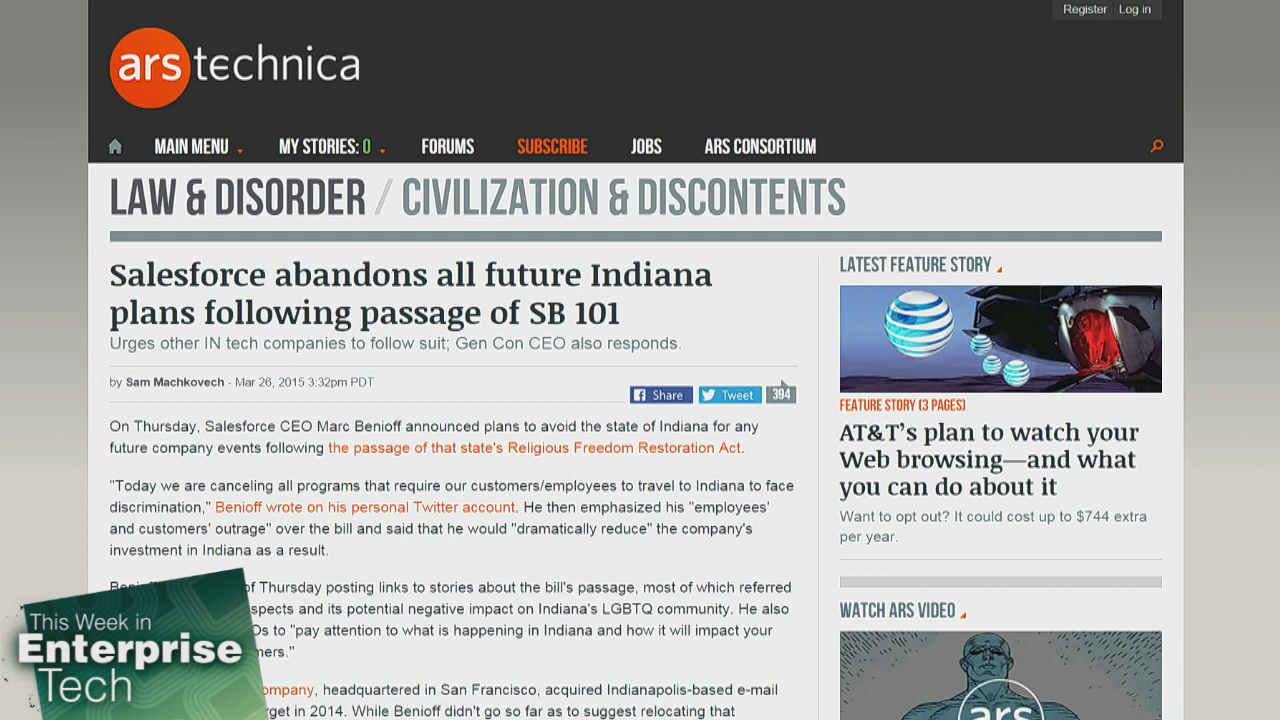 Register Log in
ars technica
MAIN MENU MY STORIES: 0 FORUMS SUBSCRIBE JOBS ARS CONSORTIUM
LAW & DISORDER / CIVILIZATION & DISCONTENTS
Salesforce abandons all future Indiana
plans following passage of SB 101
Urges other IN tech companies to follow suit; Gen Con CEO also responds.
by Sam Machkovech - Mar 26, 2015 3:32pm PDT
Share Tweet 394
On Thursday, Salesforce CEO Marc Benioff announced plans to avoid the state of Indiana for any
future company events following the passage of that state's Religious Freedom Restoration Act.
"Today we are canceling all programs that require our customers/employees to travel to Indiana to face
discrimination," Benioff wrote on his personal Twitter account. He then emphasized his "employees'
and customers' outrage" over the bill and said that he would "dramatically reduce" the company's
investment in Indiana as a result.
of Thursday posting links to stories about the bill's passage, most of which referred
and its potential negative impact on Indiana's LGBTQ community. He also
to "pay attention to what is happening in Indiana and how it will impact your
headquartered in San Francisco, acquired Indianapolis-based e-mail
in 2014. While Benioff didn't go so far as to suggest relocating that
LATEST FEATURE STORY
FEATURE STORY (3 PAGES)
AT&T's plan to watch your
Web browsing—and what
you can do about it
Want to opt out? It could cost up to $744 extra
per year.
WATCH ARS VIDEO
ars
This Week in
Enterprise
Tech